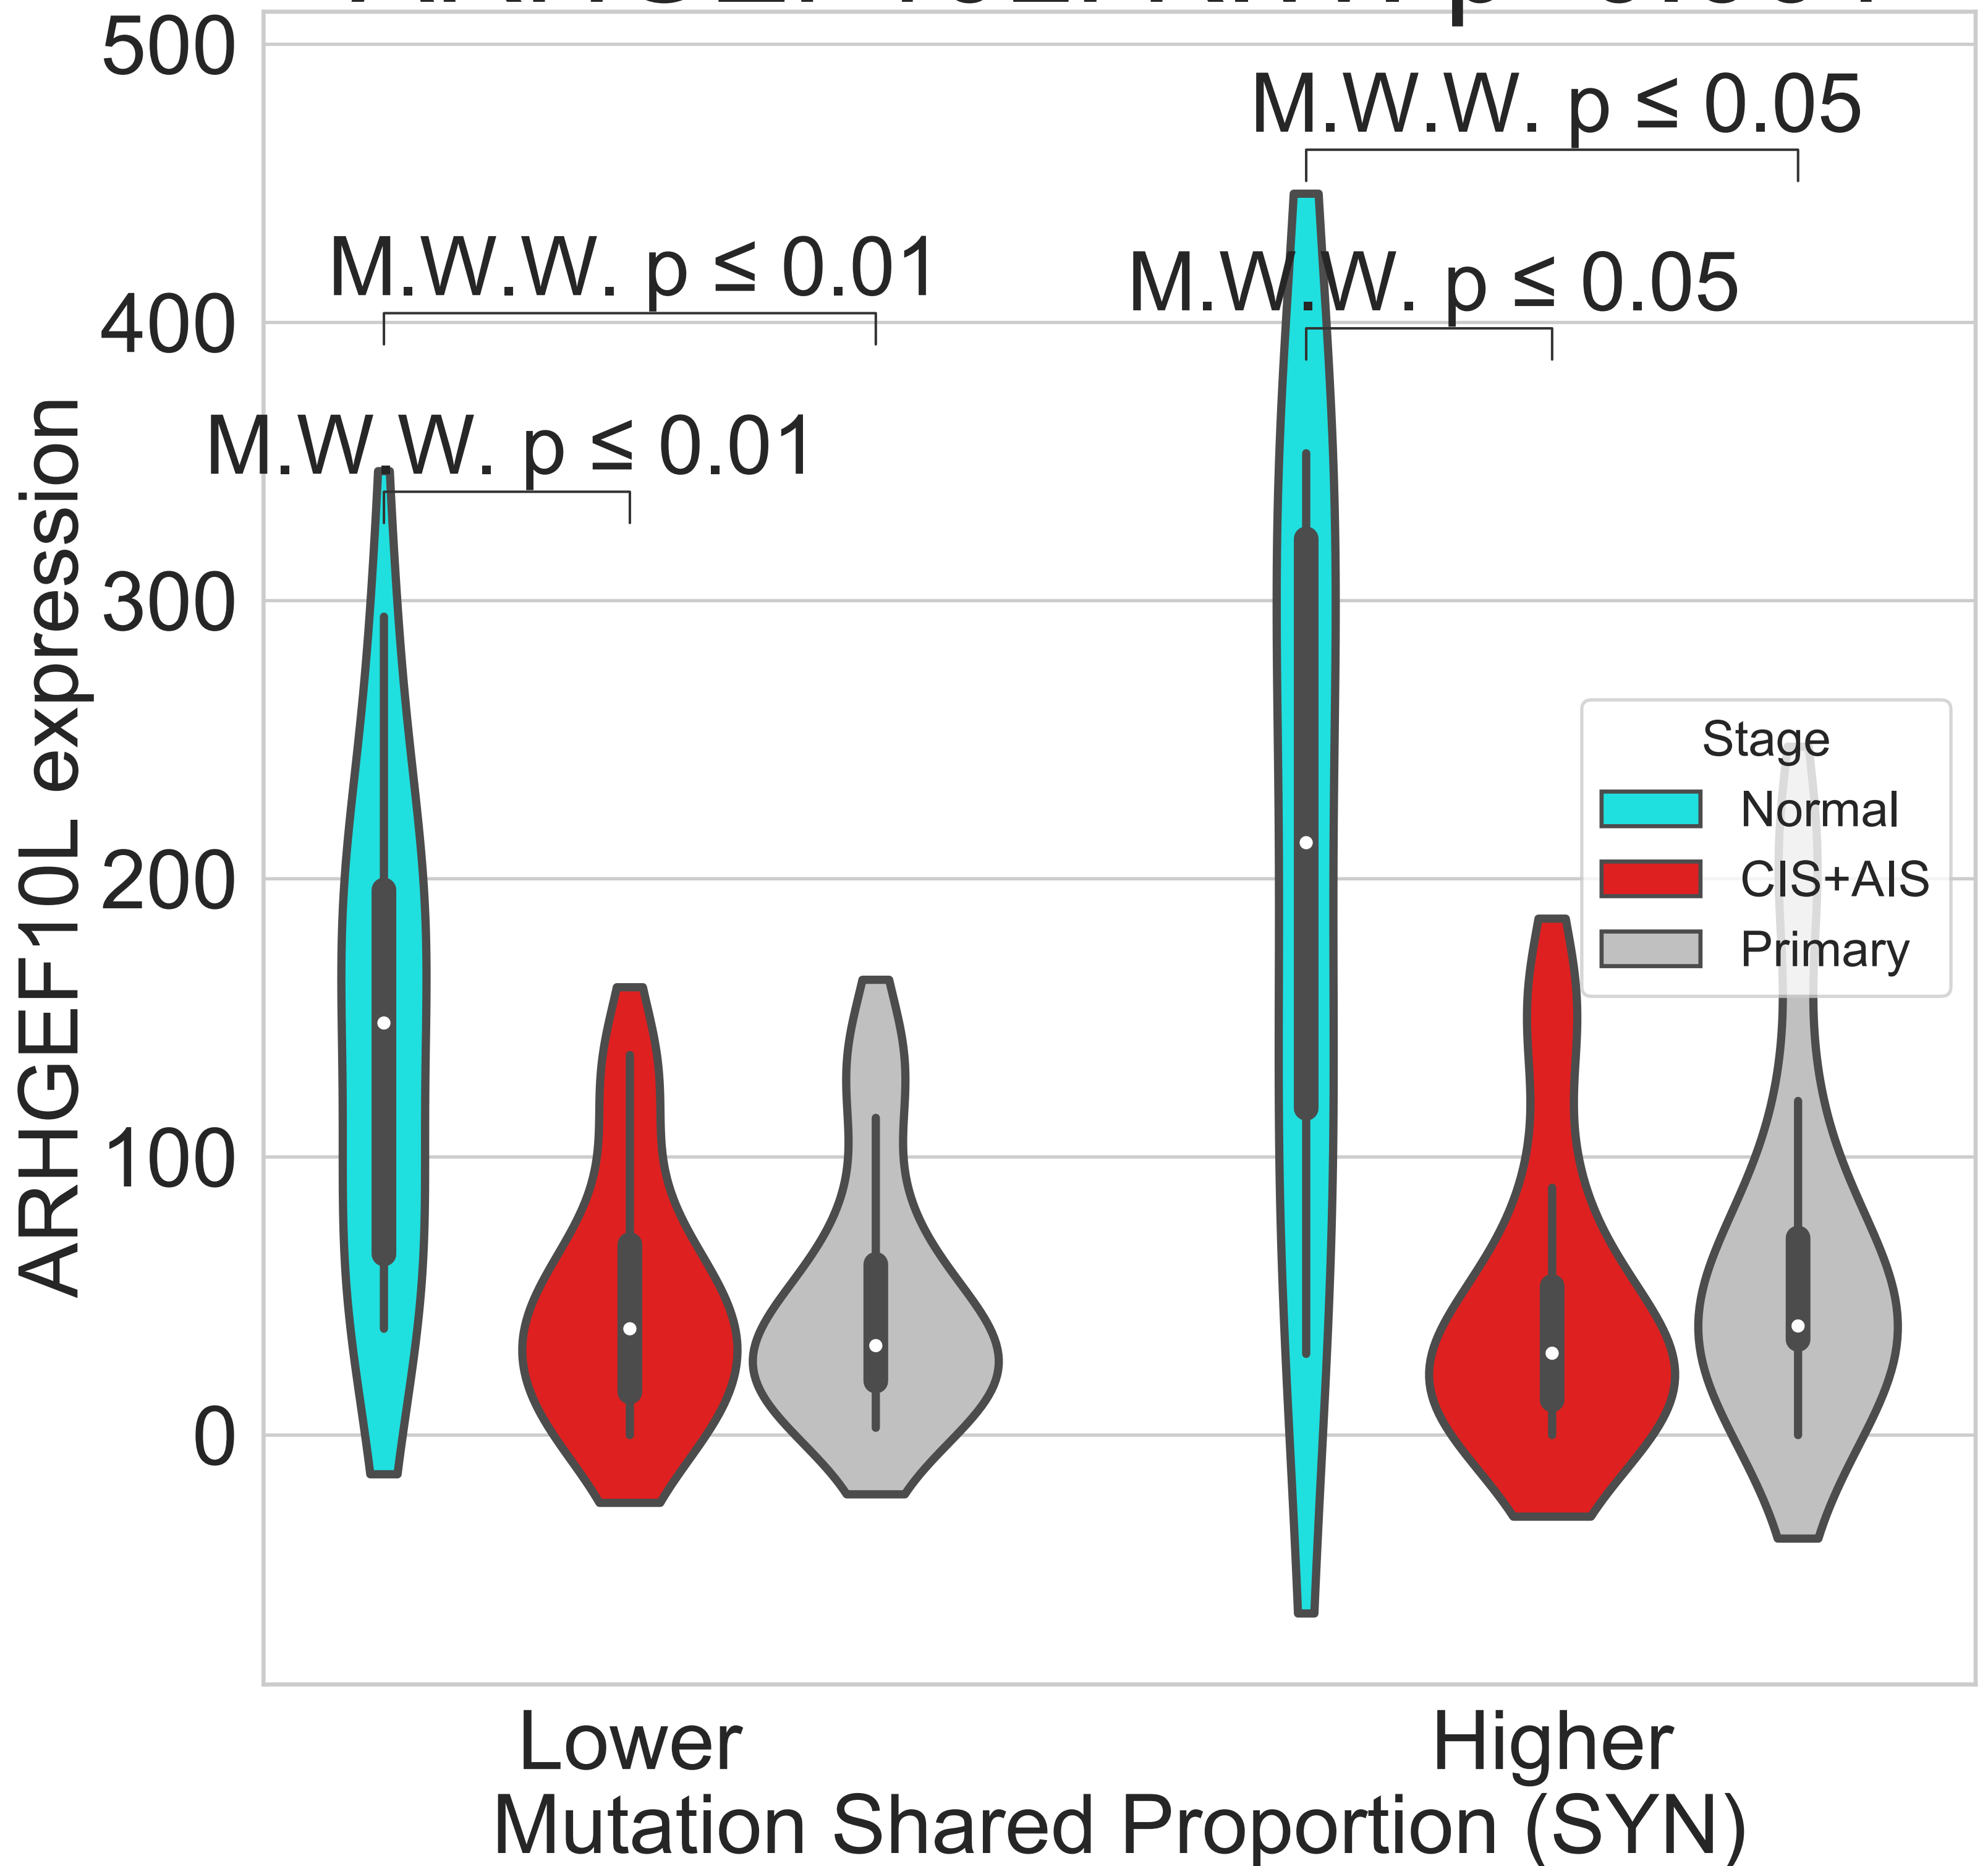 500
M.W.W. p ≤ 0.05
M.W.W. p ≤ 0.01
M.W.W. p ≤ 0.05
400
M.W.W. p ≤ 0.01
300
200
100
0
ARHGEF10L expression
Stage
Normal
CIS+AIS
Primary
Lower
Higher
Mutation Shared Proportion (SYN)